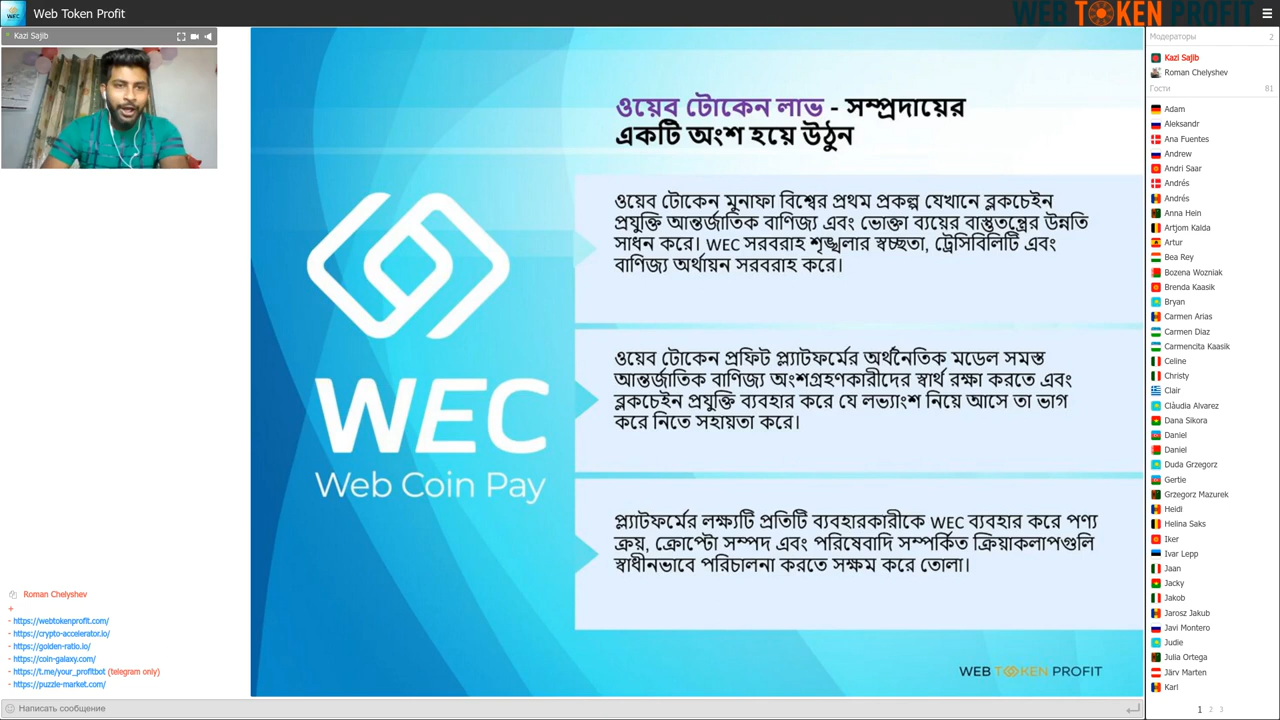 WEC
Web Token Profit
WEB TOKEN PROFIT
Kazi Sajib
ওয়েব টোকেন লাভ - সম্প্রদায়ের
একটি অংশ হয়ে উঠুন
ওয়েব টোকেন মুনাফা বিশ্বের প্রথম প্রকল্প যেখানে ব্লকচেইন
প্রযুক্তি আন্তর্জাতিক বাণিজ্য এবং ভোক্তা ব্যয়ের বাস্তুতন্ত্রের উন্নতি
সাধন করে। WEC সরবরাহ শৃঙ্খলার স্বচ্ছতা, ট্রেসিবিলিটি এবং
বাণিজ্য অর্থায়ন সরবরাহ করে।
ওয়েব টোকেন প্রফিট প্ল্যাটফর্মের অর্থনৈতিক মডেল সমস্ত
আন্তর্জাতিক বাণিজ্য অংশগ্রহণকারীদের স্বার্থ রক্ষা করতে এবং
ব্লকচেইন প্রযুক্তি ব্যবহার করে যে লভ্যাংশ নিয়ে আসে তা ভাগ
করে নিতে সহায়তা করে।
প্ল্যাটফর্মের লক্ষ্যটি প্রতিটি ব্যবহারকারীকে WEC ব্যবহার করে পণ্য
ক্রয়, ক্রোপ্টো সম্পদ এবং পরিষেবাদি সম্পর্কিত ক্রিয়াকলাপগুলি
স্বাধীনভাবে পরিচালনা করতে সক্ষম করে তোলা।
WEC
Web Coin Pay
WEB TOKEN PROFIT
Roman Chelyshev
+
- https://webtokenprofit.com/
- https://crypto-accelerator.io/
- https://golden-ratio.io/
- https://coin-galaxy.com/
- https://t.me/your_profitbot (telegram only)
- https://puzzle-market.com/
Написать сообщение
Модераторы 2
Kazi Sajib
Roman Chelyshev
Гости 81
Adam
Aleksandr
Ana Fuentes
Andrew
Andri Saar
Andrés
Andrés
Anna Hein
Artjom Kalda
Artur
Bea Rey
Bozena Wozniak
Brenda Kaasik
Bryan
Carmen Arias
Carmen Diaz
Carmencita Kaasik
Celine
Christy
Clair
Clàudia Alvarez
Dana Sikora
Daniel
Daniel
Duda Grzegorz
Gertie
Grzegorz Mazurek
Heidi
Helina Saks
Iker
Ivar Lepp
Jaan
Jacky
Jakob
Jarosz Jakub
Javi Montero
Judie
Julia Ortega
Järv Marten
Karl
1 2 3